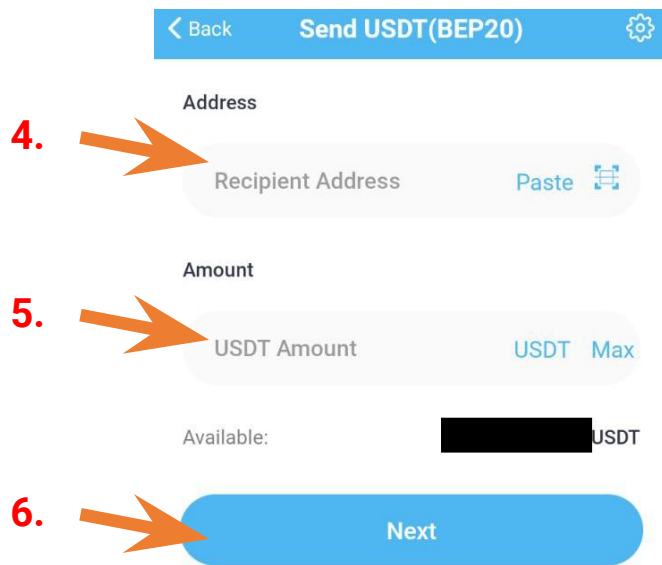 Back Send USDT(BEP20)
Address
4.
Recipient Address Paste
Amount
5.
USDT Amount USDT Max
Available: USDT
6.
Next